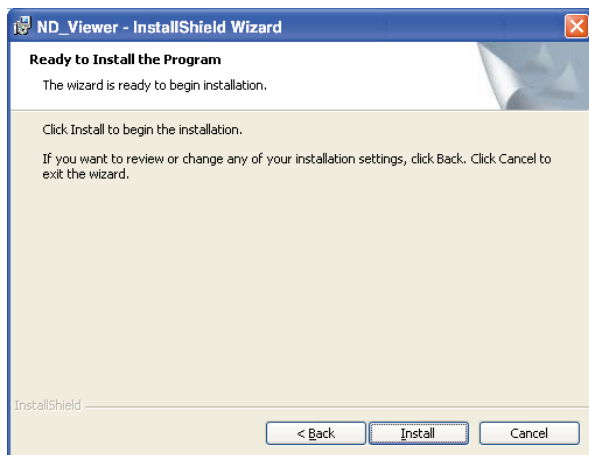 ND_Viewer - InstallShield Wizard
Ready to Install the Program
The wizard is ready to begin installation.
Click Install to begin the installation.
If you want to review or change any of your installation settings, click Back. Click Cancel to
exit the wizard.
InstallShield
< Back Install Cancel